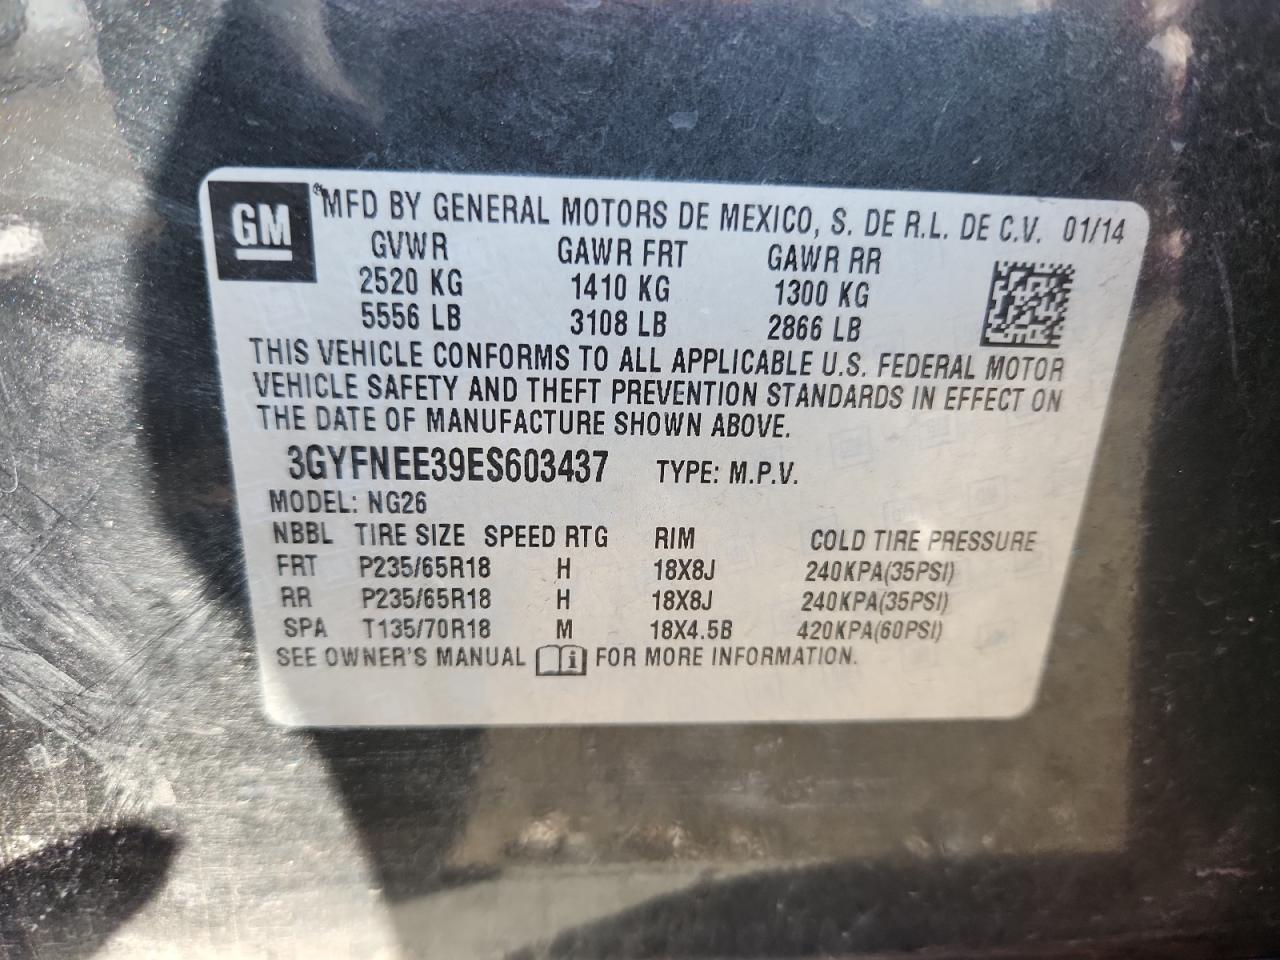 GM
® MFD BY GENERAL MOTORS DE MEXICO, S. DE R.L. DE C.V. 01/14
GVWR GAWR FRT GAWR RR
2520 KG 1410 KG 1300 KG
5556 LB 3108 LB 2866 LB
THIS VEHICLE CONFORMS TO ALL APPLICABLE U.S. FEDERAL MOTOR
VEHICLE SAFETY AND THEFT PREVENTION STANDARDS IN EFFECT ON
THE DATE OF MANUFACTURE SHOWN ABOVE.
3GYFNEE39ES603437 TYPE: M.P.V.
MODEL: NG26
NBBL TIRE SIZE SPEED RTG RIM COLD TIRE PRESSURE
FRT P235/65R18 H 18X8J 240KPA(35PSI)
RR P235/65R18 H 18X8J 240KPA(35PSI)
SPA T135/70R18 M 18X4.5B 420KPA(60PSI)
SEE OWNER'S MANUAL i FOR MORE INFORMATION.